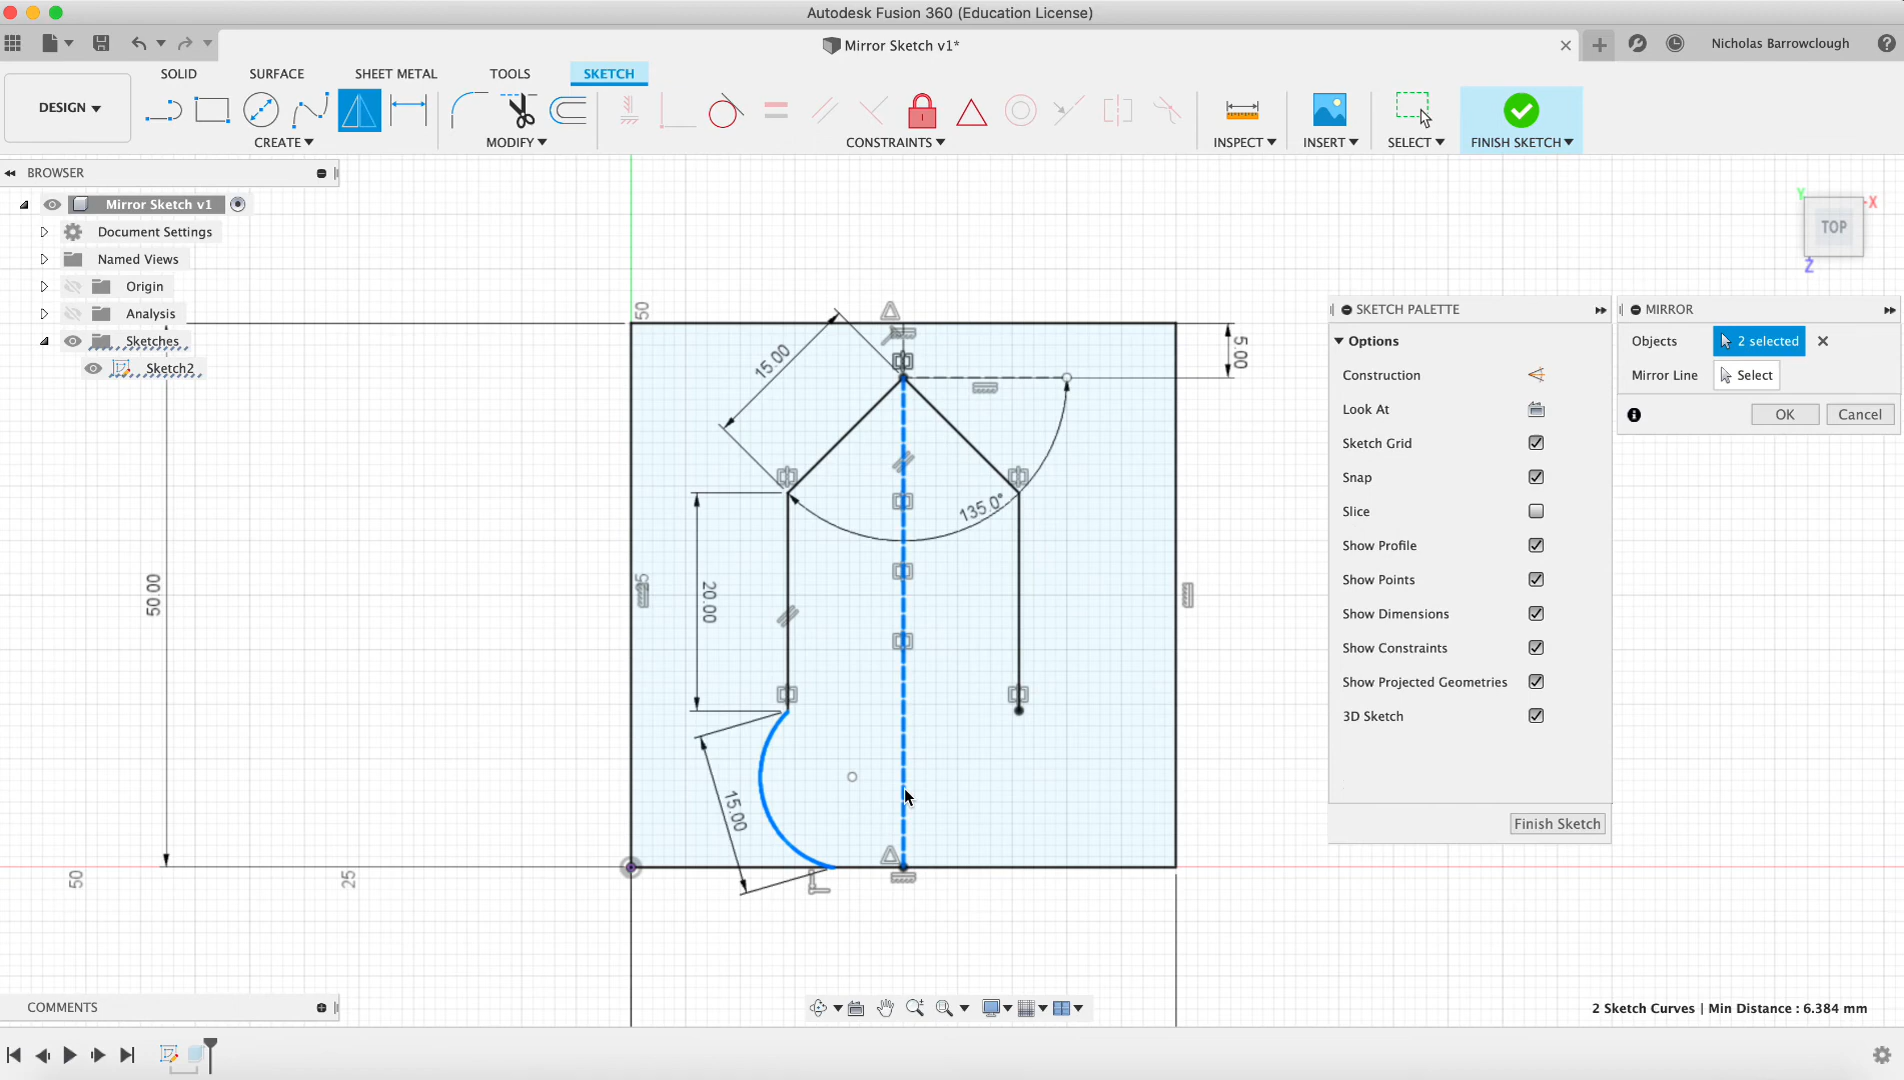 Autodesk Fusion 360 (Education License)
Mirror Sketch v1*
Nicholas Barrowclough
SOLID
SURFACE
SHEET METAL
TOOLS
SKETCH
DESIGN
CREATE
MODIFY
CONSTRAINTS
INSPECT
INSERT
SELECT
FINISH SKETCH
BROWSER
Mirror Sketch v1
Document Settings
Named Views
Origin
Analysis
Sketches
Sketch2
Y
X
TOP
Z
50
15.00
5.00
135.0°
50.00
25
20.00
15.00
50
25
SKETCH PALETTE
Options
Construction
Look At
Sketch Grid
Snap
Slice
Show Profile
Show Points
Show Dimensions
Show Constraints
Show Projected Geometries
3D Sketch
Finish Sketch
MIRROR
Objects
2 selected
Mirror Line
Select
OK
Cancel
COMMENTS
2 Sketch Curves | Min Distance : 6.384 mm